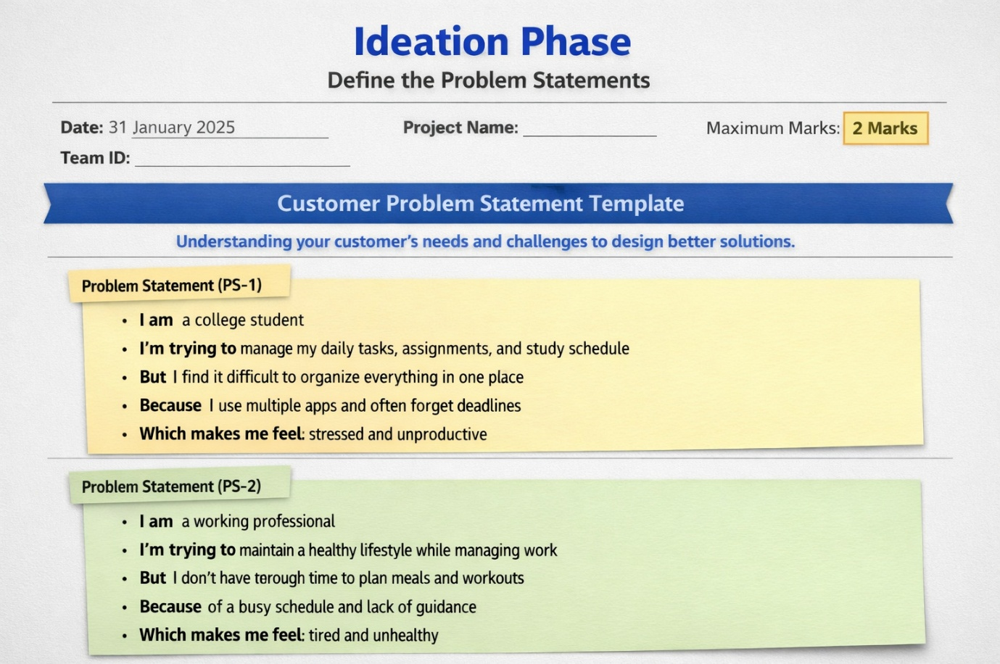 Ideation Phase
Define the Problem Statements
Date: 31 January 2025 Project Name: Maximum Marks: 2 Marks
Team ID:
Customer Problem Statement Template
Understanding your customer's needs and challenges to design better solutions.
Problem Statement (PS-1)
• I am a college student
• I'm trying to manage my daily tasks, assignments, and study schedule
• But I find it difficult to organize everything in one place
• Because I use multiple apps and often forget deadlines
• Which makes me feel: stressed and unproductive
Problem Statement (PS-2)
• I am a working professional
• I'm trying to maintain a healthy lifestyle while managing work
• But I don't have time to plan meals and workouts
• Because of a busy schedule and lack of guidance
• Which makes me feel: tired and unhealthy